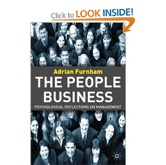 Click to LOOK INSIDE!
Adrian Furnham
THE PEOPLE
BUSINESS
PSYCHOLOGICAL REFLECTIONS ON MANAGEMENT